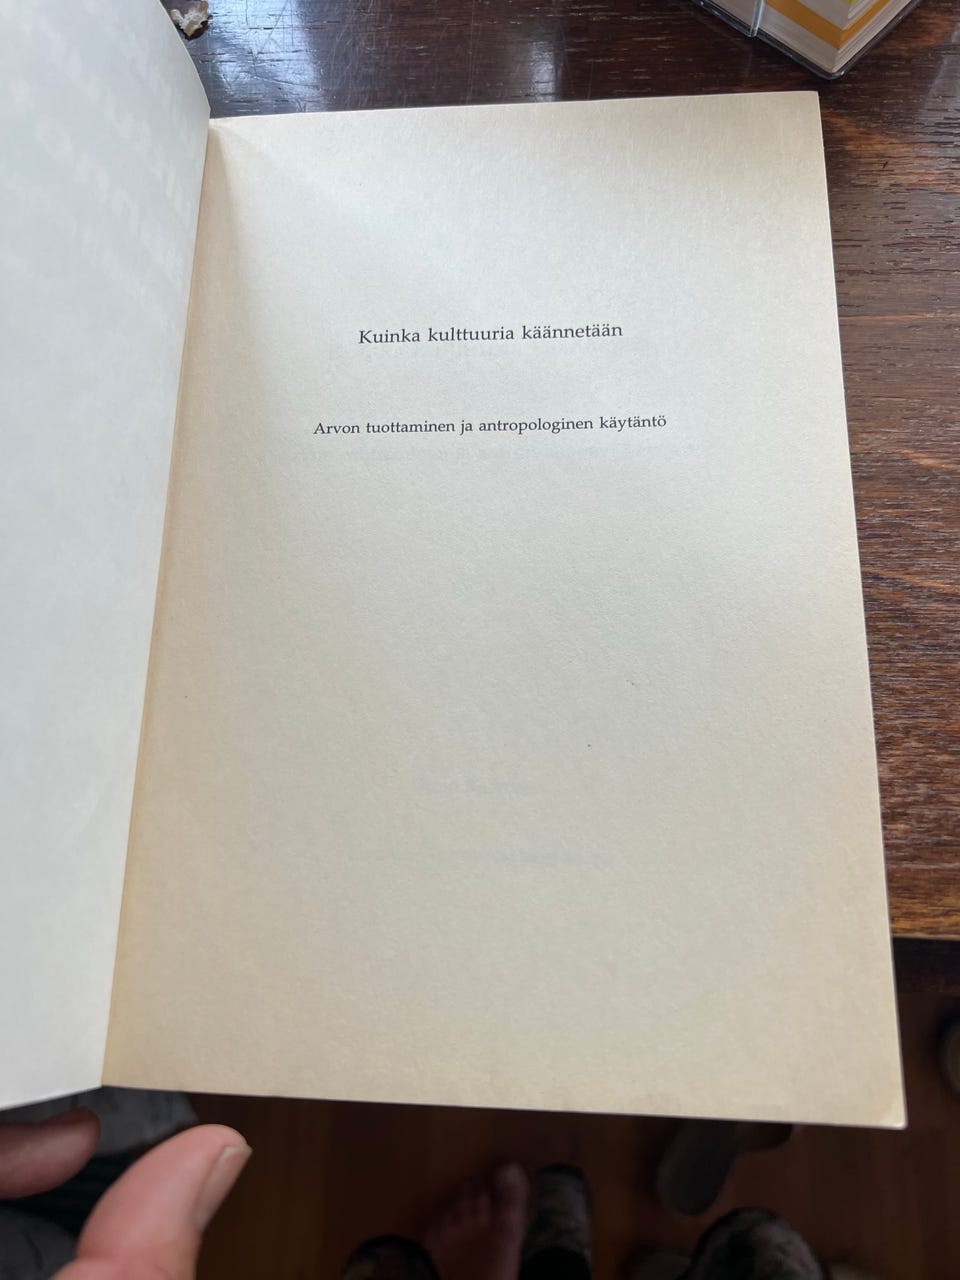 Kuinka kulttuuria käännetään
Arvon tuottaminen ja antropologinen käytäntö